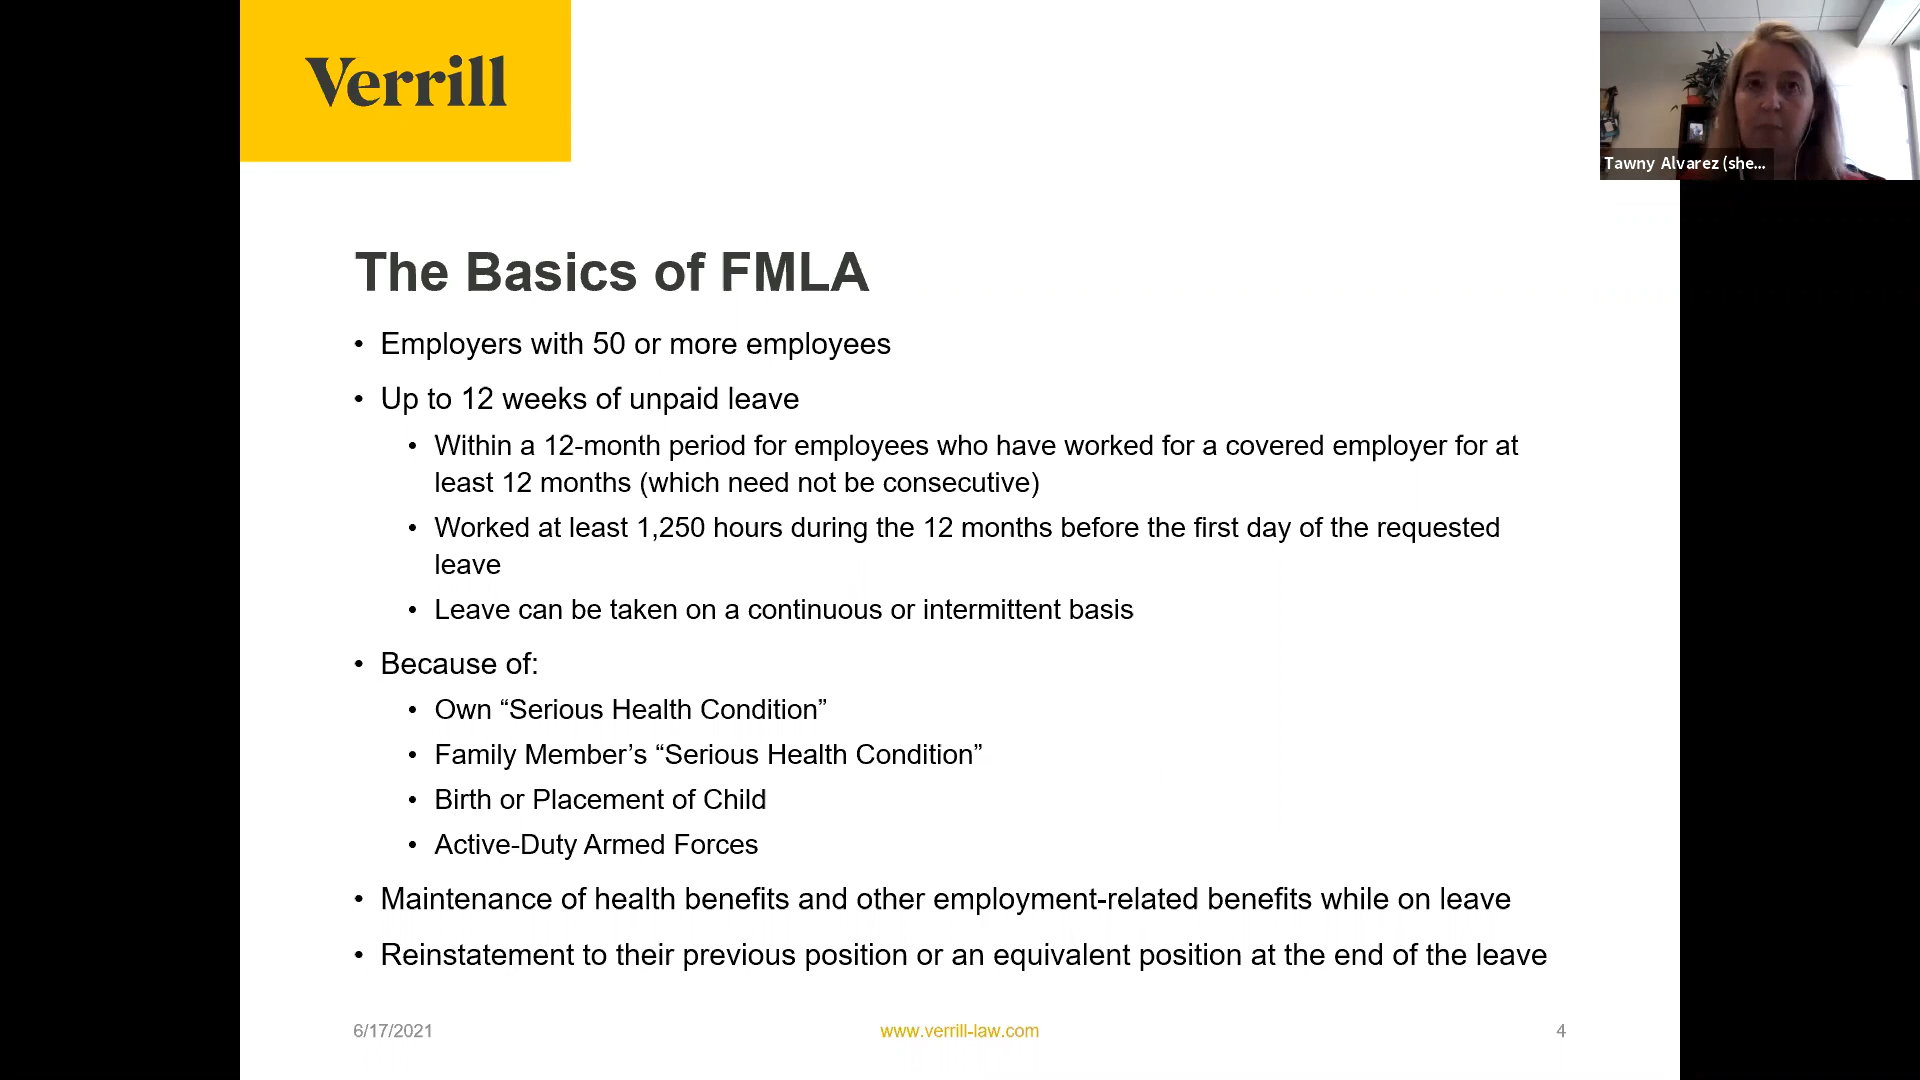 Verrill
Tawny Alvarez (she...
The Basics of FMLA
• Employers with 50 or more employees
• Up to 12 weeks of unpaid leave
• Within a 12-month period for employees who have worked for a covered employer for at
least 12 months (which need not be consecutive)
• Worked at least 1,250 hours during the 12 months before the first day of the requested
leave
• Leave can be taken on a continuous or intermittent basis
• Because of:
• Own “Serious Health Condition”
• Family Member’s “Serious Health Condition”
• Birth or Placement of Child
• Active-Duty Armed Forces
• Maintenance of health benefits and other employment-related benefits while on leave
• Reinstatement to their previous position or an equivalent position at the end of the leave
6/17/2021
www.verrill-law.com
4